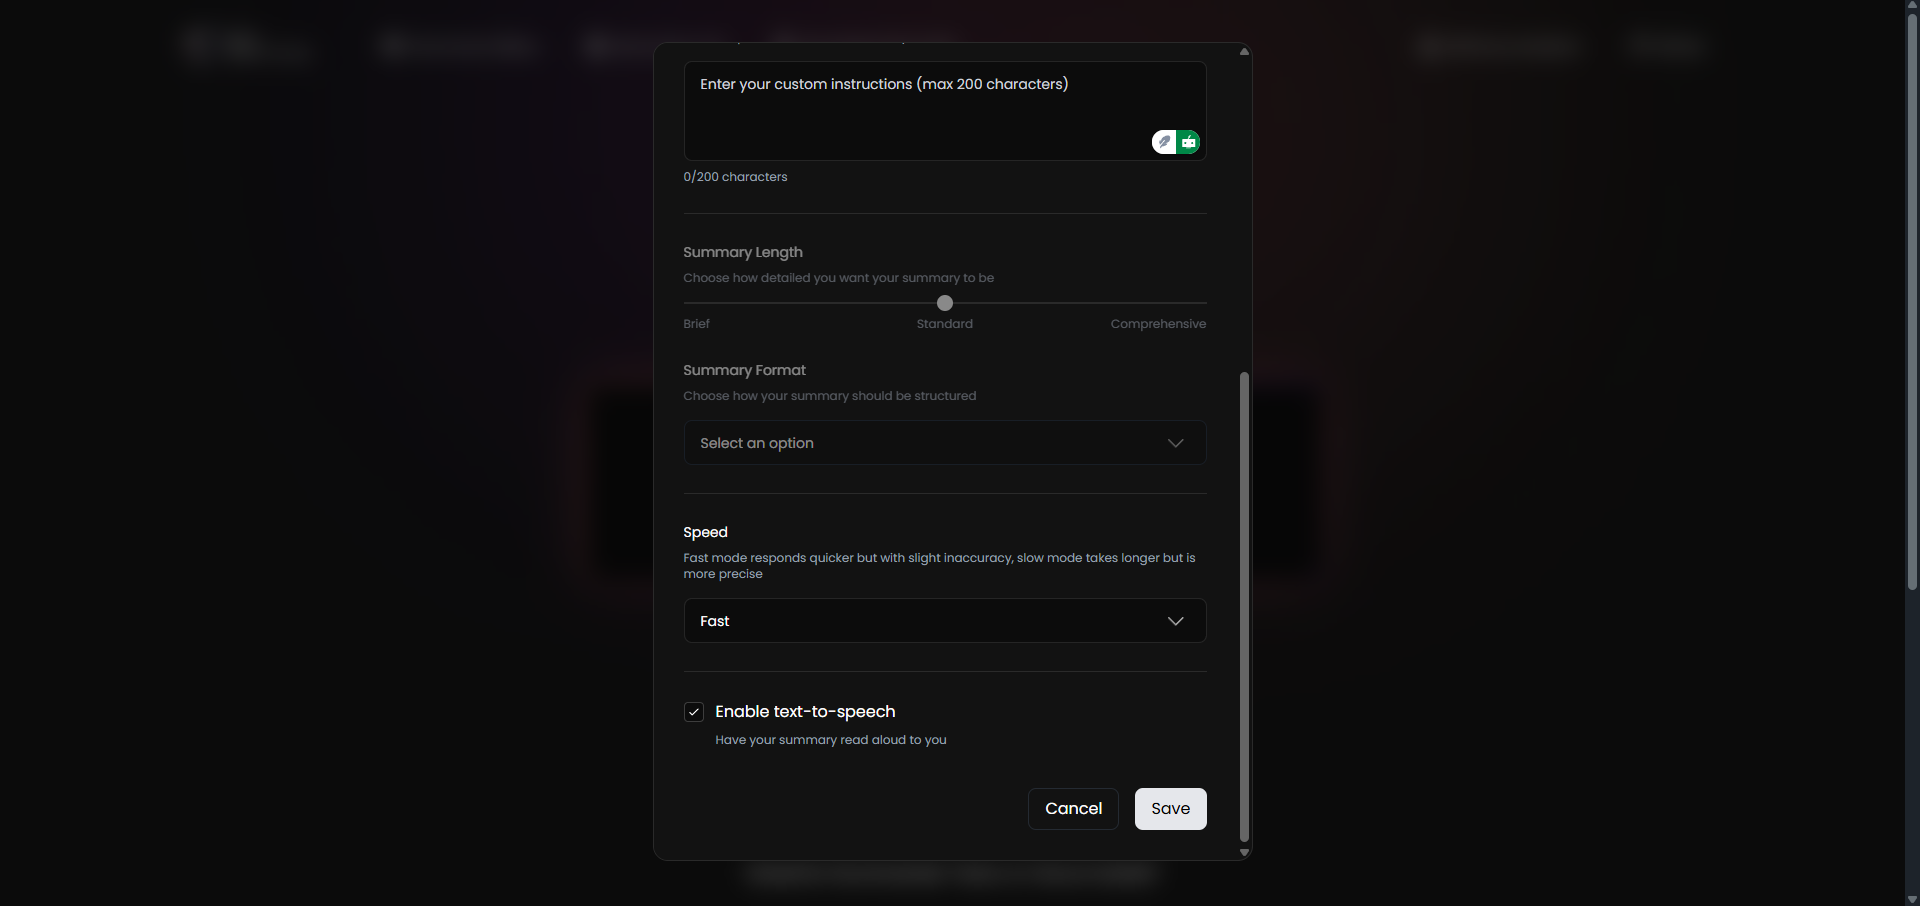 Enter your custom instructions (max 200 characters)
0/200 characters
Summary Length
Choose how detailed you want your summary to be
Brief
Standard
Comprehensive
Summary Format
Choose how your summary should be structured
Select an option
Speed
Fast mode responds quicker but with slight inaccuracy, slow mode takes longer but is
more precise
Fast
Enable text-to-speech
Have your summary read aloud to you
Cancel
Save